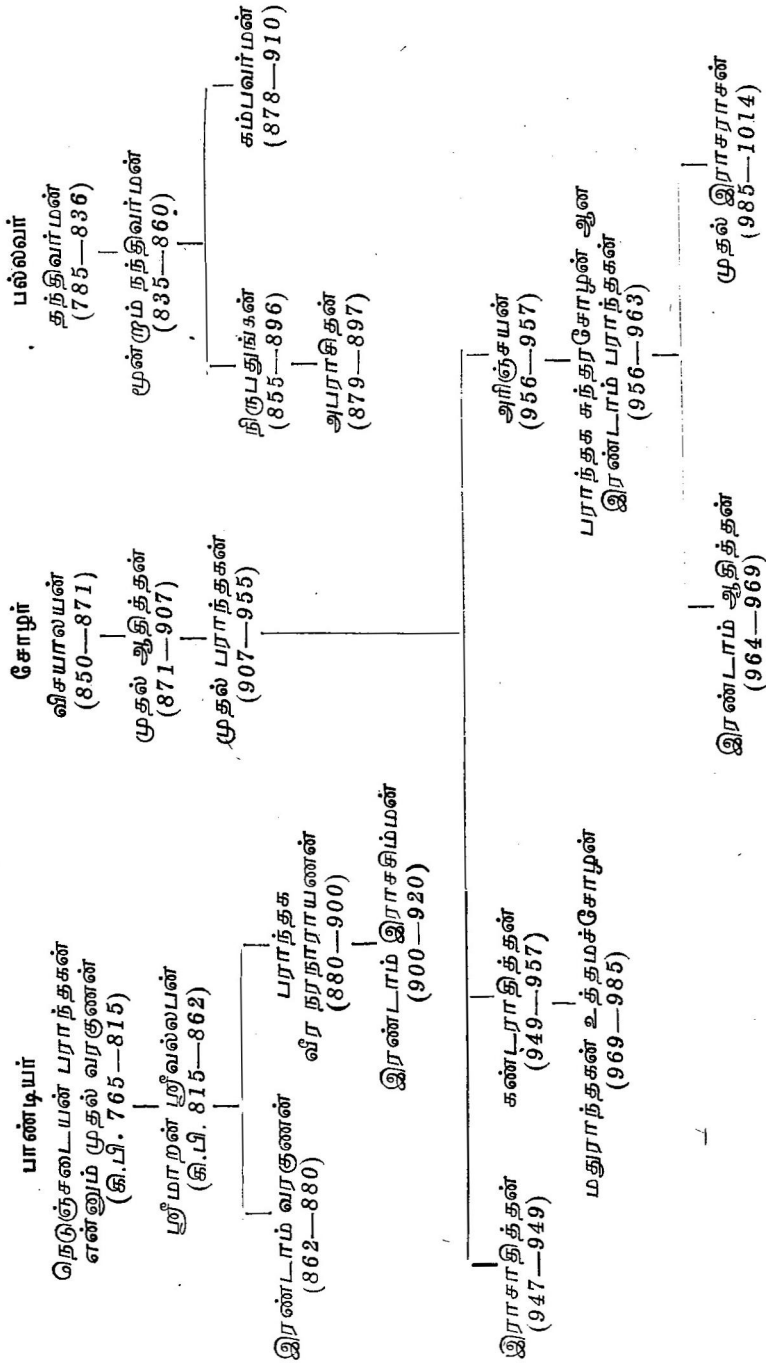 பாண்டியர்
நெடுஞ்சடையன் பராந்தகன்
என்னும் முதல் வரகுணன்
(கி.பி. 765—815)
ஸ்ரீமாறன் ஸ்ரீவல்லபன்
(கி.பி. 815—862)
இரண்டாம் வரகுணன்
(862—880)
பராந்தக
வீர நரநாராயணன்
(880—900)
இரண்டாம் இராசசிம்மன்
(900—920)
சோழர்
விசயாலயன்
(850—871)
முதல் ஆதித்தன்
(871—907)
முதல் பராந்தகன்
(907—955)
இராசாதித்தன்
(947—949)
கண்டராதித்தன்
(949—957)
மதுராந்தகன் உத்தமச்சோழன்
(969—985)
அரிஞ்சயன்
(956—957)
பராந்தக சுந்தரசோழன் ஆன
இரண்டாம் பராந்தகன்
(956—963)
இரண்டாம் ஆதித்தன்
(964—969)
முதல் இராசராசன்
(985—1014)
பல்லவர்
தந்திவர்மன்
(785—836)
மூன்றாம் நந்திவர்மன்
(835—860)
நிருபதுங்கன்
(855—896)
அபராசிதன்
(879—897)
கம்பவர்மன்
(878—910)